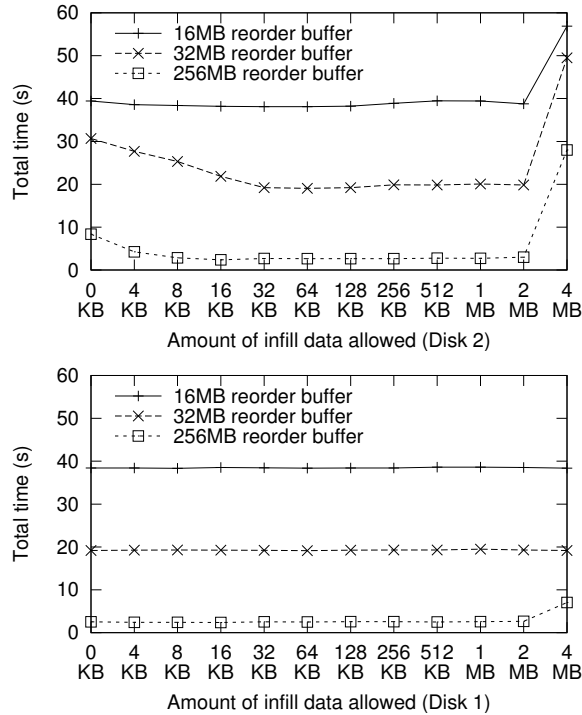 60
50
40
30
20
10
0
Total time (s)
16MB reorder buffer
32MB reorder buffer
256MB reorder buffer
0 4 8 16 32 64 128 256 512 1 2 4
KB KB KB KB KB KB KB KB KB MB MB MB
Amount of infill data allowed (Disk 2)
60
50
40
30
20
10
0
Total time (s)
16MB reorder buffer
32MB reorder buffer
256MB reorder buffer
0 4 8 16 32 64 128 256 512 1 2 4
KB KB KB KB KB KB KB KB KB MB MB MB
Amount of infill data allowed (Disk 1)